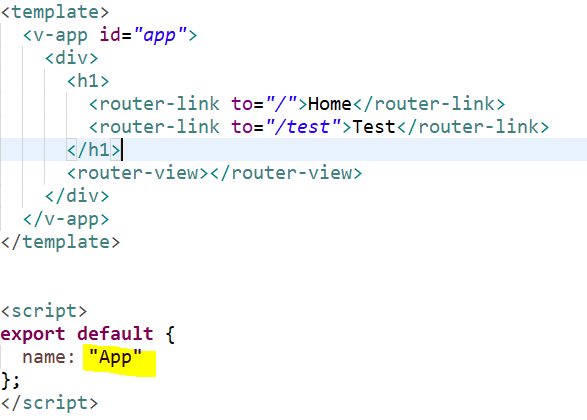 <template>
  <v-app id="app">
    <div>
      <h1>
        <router-link to="/">Home</router-link>
        <router-link to="/test">Test</router-link>
      </h1>
      <router-view></router-view>
    </div>
  </v-app>
</template>
<script>
export default {
  name: "App"
};
</script>